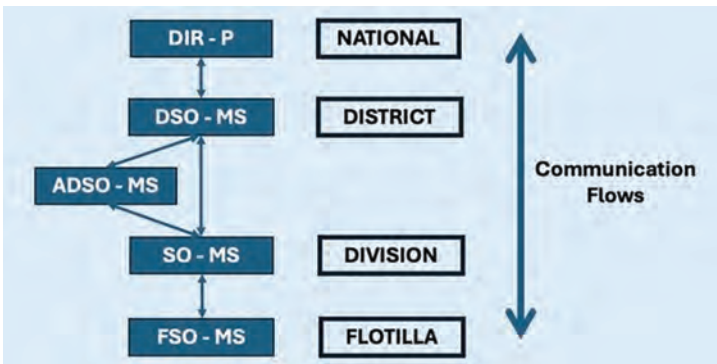 DIR - P
NATIONAL
DSO - MS
DISTRICT
ADSO - MS
Communication
Flows
SO - MS
DIVISION
FSO - MS
FLOTILLA